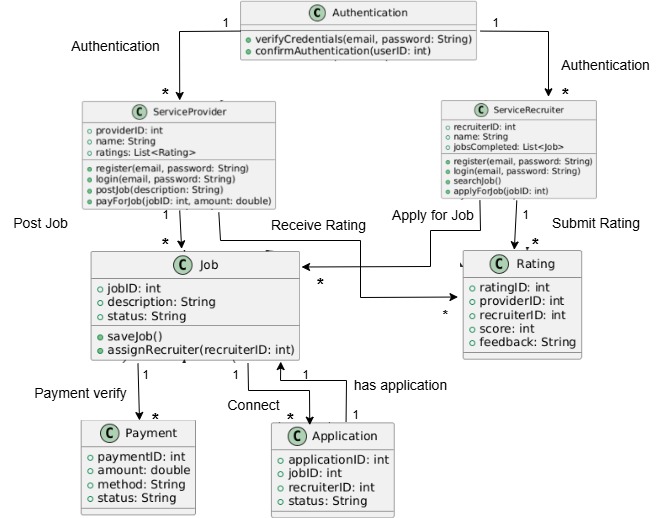 C Authentication
verifyCredentials(email, password: String)
confirmAuthentication(userID: int)
1
1
Authentication
Authentication
*
*
C ServiceProvider
providerID: int
name: String
ratings: List<Rating>
register(email, password: String)
login(email, password: String)
postJob(description: String)
payForJob(jobID: int, amount: double)
C ServiceRecruiter
recruiterID: int
name: String
jobsCompleted: List<Job>
register(email, password: String)
login(email, password: String)
searchJob()
applyForJob(jobID: int)
Post Job
1
*
Receive Rating
Apply for Job
1
Submit Rating
*
*
*
C Job
jobID: int
description: String
status: String
saveJob()
assignRecruiter(recruiterID: int)
C Rating
ratingID: int
providerID: int
recruiterID: int
score: int
feedback: String
Payment verify
1
*
1
1
Connect
*
has application
1
C Payment
paymentID: int
amount: double
method: String
status: String
C Application
applicationID: int
jobID: int
recruiterID: int
status: String